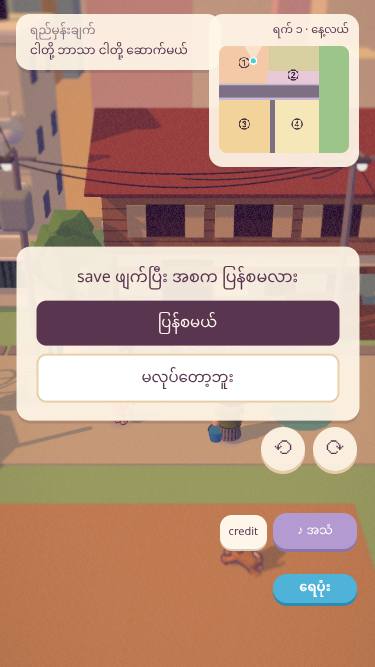 ရည်မှန်းချက်
ငါတို့ ဘာသာ ငါတို့ ဆောက်မယ်
ရက် ၁ · နေ့လယ်
①
②
③
④
save ဖျက်ပြီး အစက ပြန်စမလား
ပြန်စမယ်
မလုပ်တော့ဘူး
credit
♪ အသံ
ရေပုံး